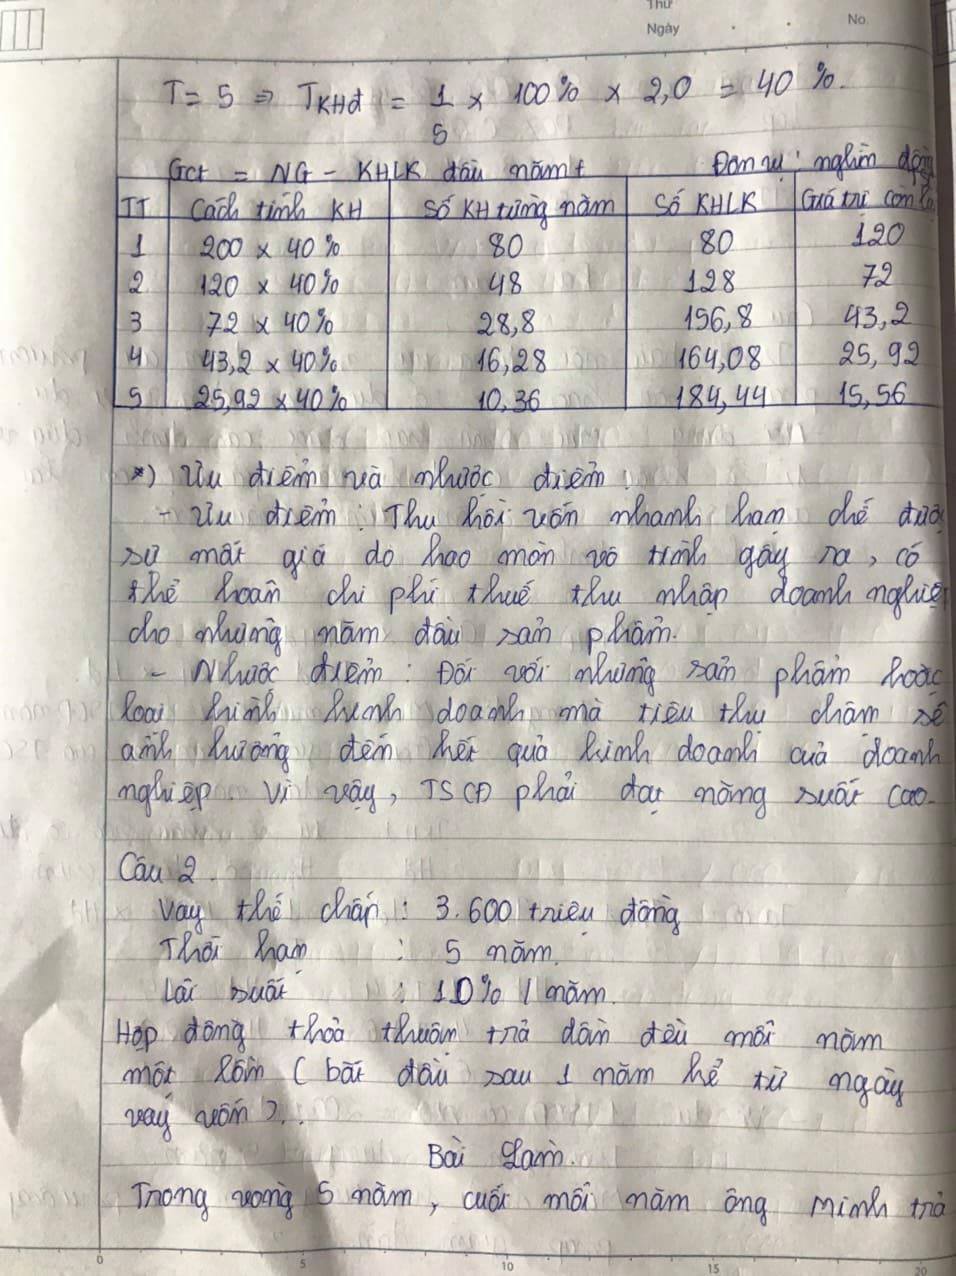 Thứ
Ngày No.
T = 5 ⇒ TKHđ = 1/5 x 100% x 2,0 = 40 %.
Gct = NG - KHLK đầu năm t Đơn vị : nghìn đồng
TT Cách tính KH Số KH từng năm Số KHLK Giá trị còn lại
1 200 x 40% 80 80 120
2 120 x 40% 48 128 72
3 72 x 40% 28,8 156,8 43,2
4 43,2 x 40% 16,28 164,08 25,92
5 25,92 x 40% 10,36 184,44 15,56
*) Ưu điểm và nhược điểm :
- Ưu điểm : Thu hồi vốn nhanh hạn chế được
sự mất giá do hao mòn vô hình gây ra, có
thể hoãn chi phí thuế thu nhập doanh nghiệp
cho những năm đầu sản phẩm.
- Nhược điểm : Đối với những sản phẩm hoặc
loại hình kinh doanh mà tiêu thụ chậm sẽ
ảnh hưởng đến kết quả kinh doanh của doanh
nghiệp. Vì vậy, TSCĐ phải đạt năng suất cao.
Câu 2.
Vay thế chấp : 3.600 triệu đồng
Thời hạn : 5 năm.
Lãi suất : 10% / năm.
Hợp đồng thỏa thuận trả dần đều mỗi năm
một lần ( bắt đầu sau 1 năm kể từ ngày
vay vốn ).
Bài làm.
Trong vòng 5 năm, cuối mỗi năm ông Minh trả
0 5 10 15 20